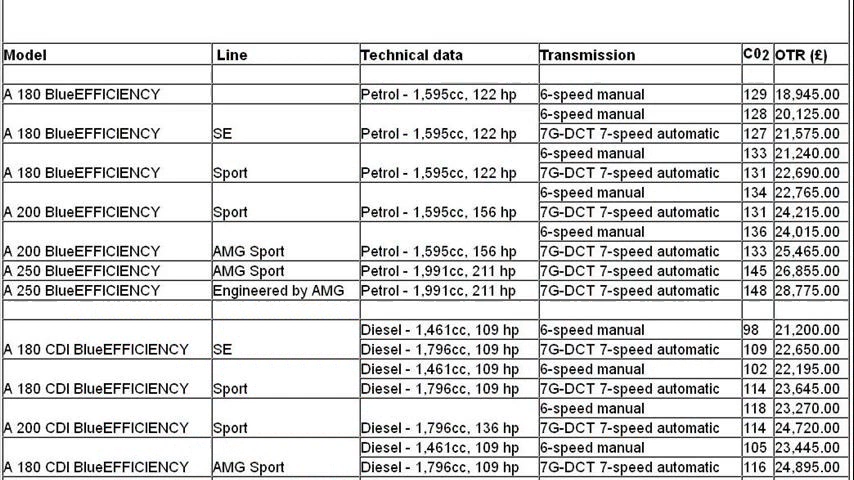 Model Line Technical data Transmission C02 OTR (£)
A 180 BlueEFFICIENCY Petrol - 1,595cc, 122 hp 6-speed manual 129 18,945.00
6-speed manual 128 20,125.00
A 180 BlueEFFICIENCY SE Petrol - 1,595cc, 122 hp 7G-DCT 7-speed automatic 127 21,575.00
6-speed manual 133 21,240.00
A 180 BlueEFFICIENCY Sport Petrol - 1,595cc, 122 hp 7G-DCT 7-speed automatic 131 22,690.00
6-speed manual 134 22,765.00
A 200 BlueEFFICIENCY Sport Petrol - 1,595cc, 156 hp 7G-DCT 7-speed automatic 131 24,215.00
6-speed manual 136 24,015.00
A 200 BlueEFFICIENCY AMG Sport Petrol - 1,595cc, 156 hp 7G-DCT 7-speed automatic 133 25,465.00
A 250 BlueEFFICIENCY AMG Sport Petrol - 1,991cc, 211 hp 7G-DCT 7-speed automatic 145 26,855.00
A 250 BlueEFFICIENCY Engineered by AMG Petrol - 1,991cc, 211 hp 7G-DCT 7-speed automatic 148 28,775.00
Diesel - 1,461cc, 109 hp 6-speed manual 98 21,200.00
A 180 CDI BlueEFFICIENCY SE Diesel - 1,796cc, 109 hp 7G-DCT 7-speed automatic 109 22,650.00
Diesel - 1,461cc, 109 hp 6-speed manual 102 22,195.00
A 180 CDI BlueEFFICIENCY Sport Diesel - 1,796cc, 109 hp 7G-DCT 7-speed automatic 114 23,645.00
6-speed manual 118 23,270.00
A 200 CDI BlueEFFICIENCY Sport Diesel - 1,796cc, 136 hp 7G-DCT 7-speed automatic 114 24,720.00
Diesel - 1,461cc, 109 hp 6-speed manual 105 23,445.00
A 180 CDI BlueEFFICIENCY AMG Sport Diesel - 1,796cc, 109 hp 7G-DCT 7-speed automatic 116 24,895.00